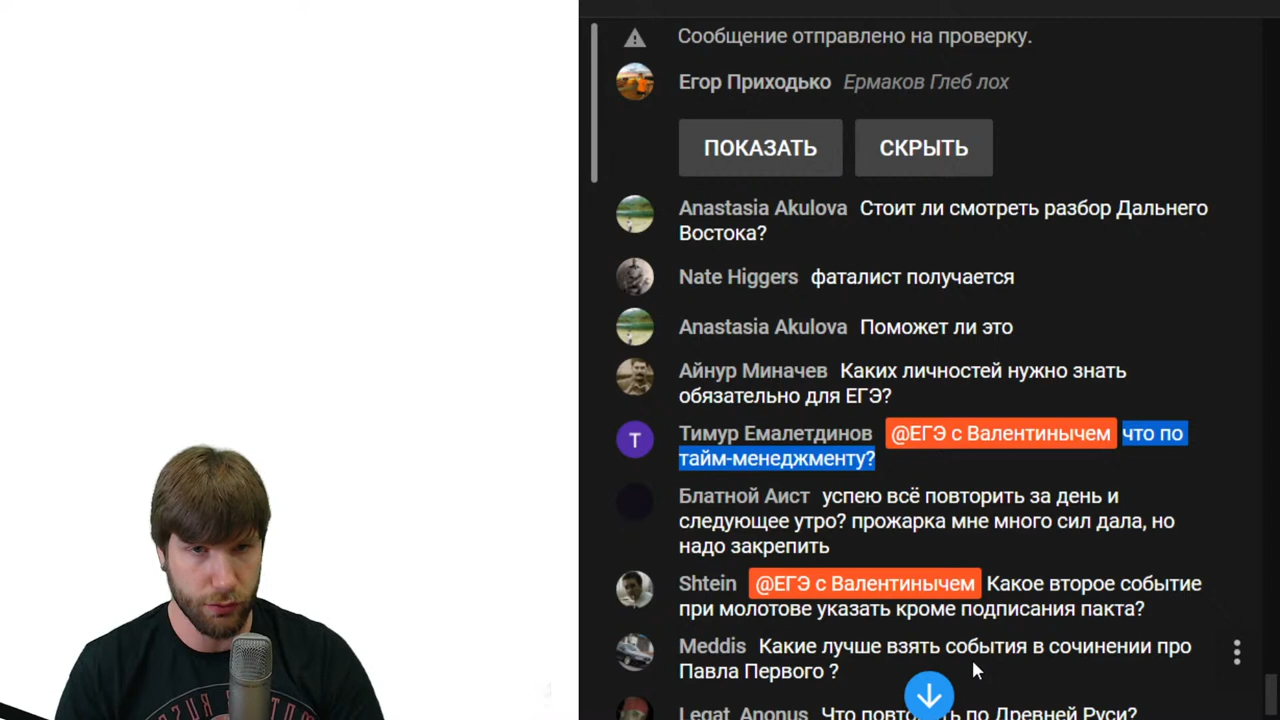 Сообщение отправлено на проверку.
Егор Приходько Ермаков Глеб лох
ПОКАЗАТЬ СКРЫТЬ
Anastasia Akulova Стоит ли смотреть разбор Дальнего
Востока?
Nate Higgers фаталист получается
Anastasia Akulova Поможет ли это
Айнур Миначев Каких личностей нужно знать
обязательно для ЕГЭ?
Т Тимур Емалетдинов @ЕГЭ с Валентинычем что по
тайм-менеджменту?
Блатной Аист успею всё повторить за день и
следующее утро? прожарка мне много сил дала, но
надо закрепить
Shtein @ЕГЭ с Валентинычем Какое второе событие
при молотове указать кроме подписания пакта?
Meddis Какие лучше взять события в сочинении про
Павла Первого ?
Legat_Anonus Что повторить по Древней Руси?